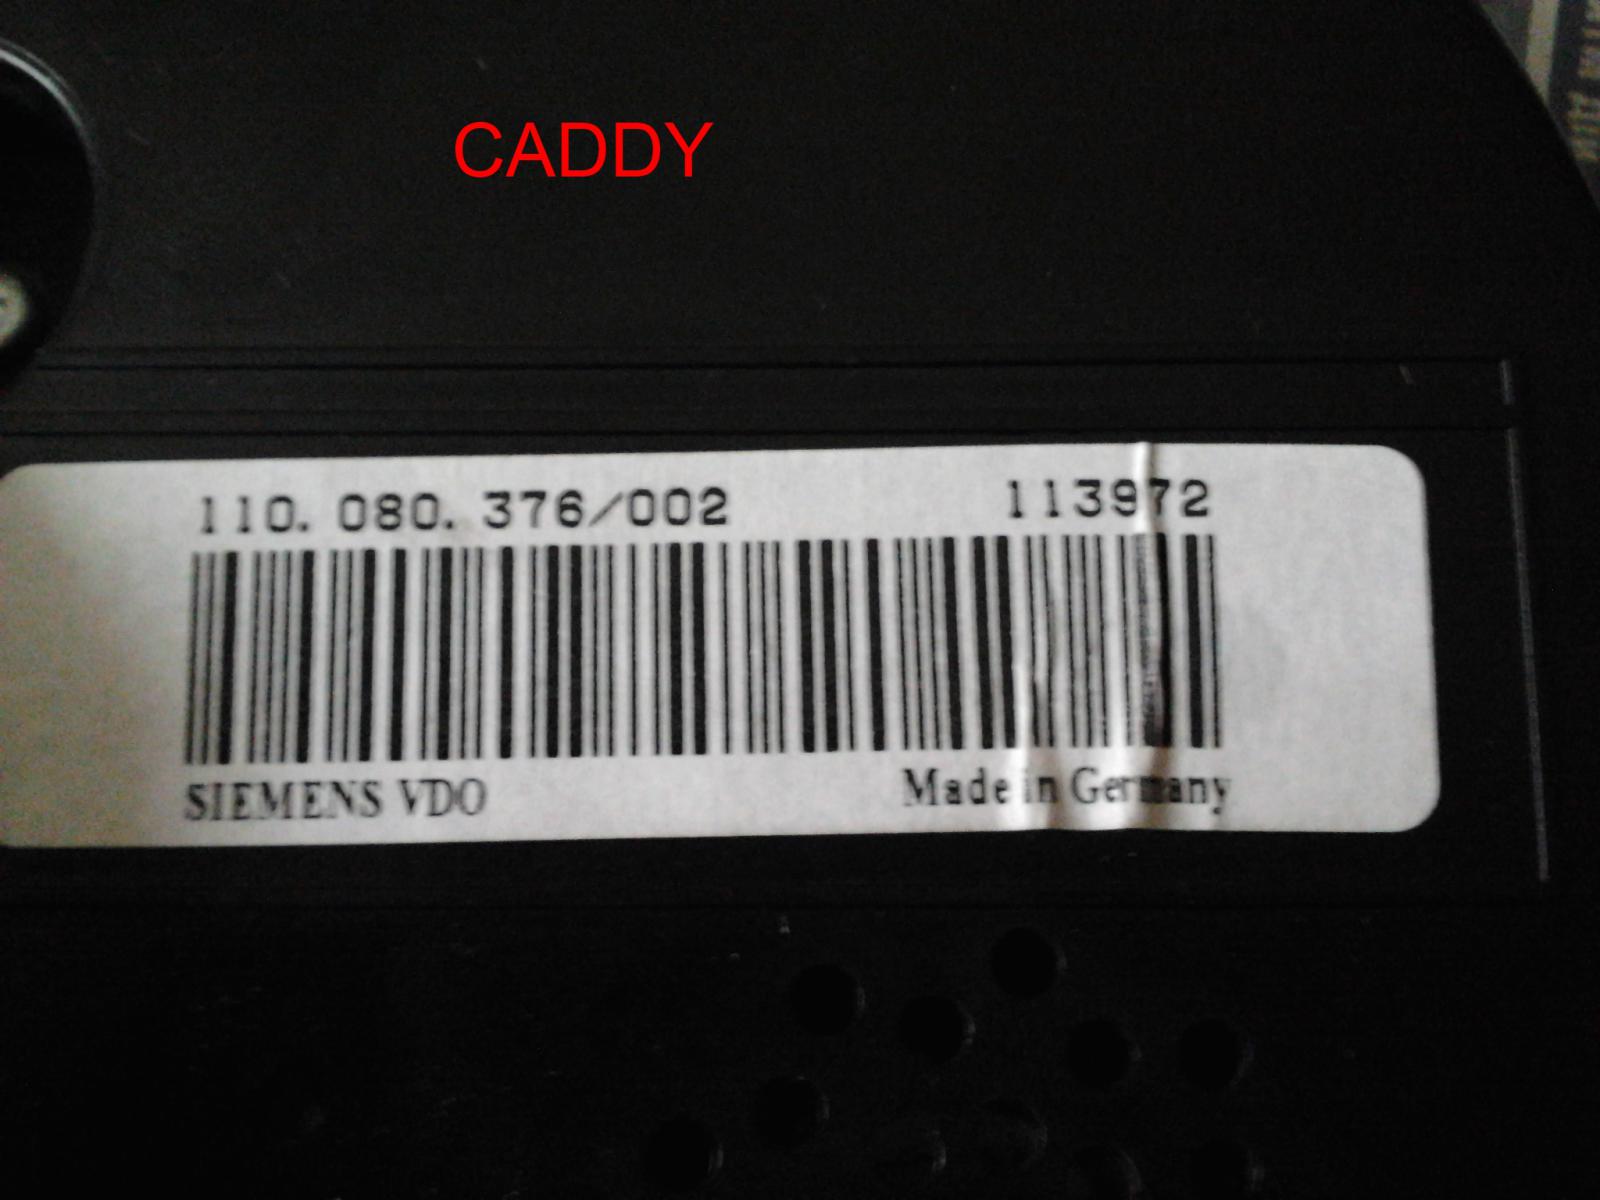 CADDY
110. 080. 376/002 113972
SIEMENS VDO Made in Germany